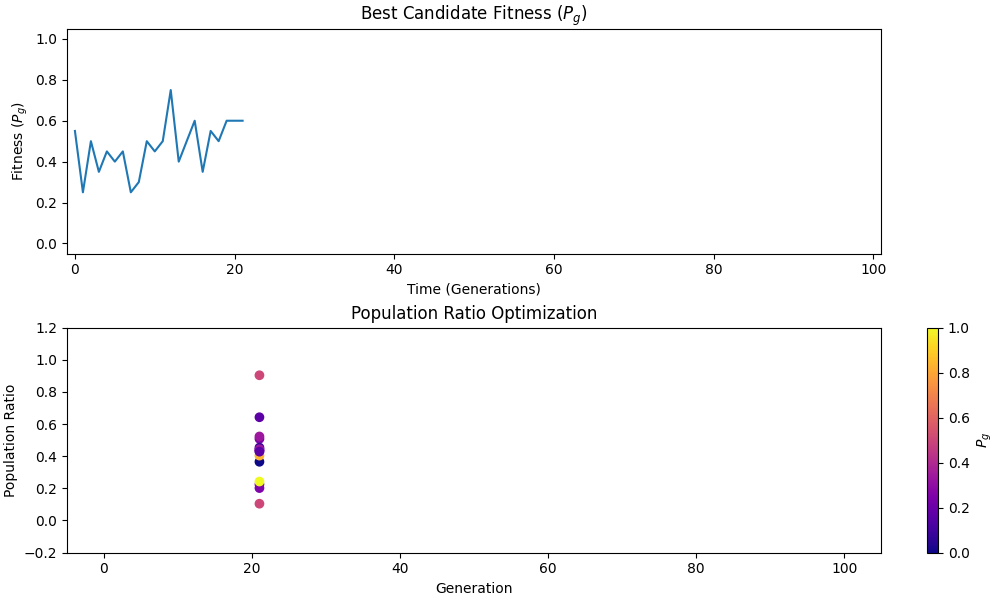 Best Candidate Fitness (P_g)
1.0
0.8
0.6
0.4
0.2
0.0
Fitness (P_g)
0 20 40 60 80 100
Time (Generations)
Population Ratio Optimization
1.2
1.0
0.8
0.6
0.4
0.2
0.0
−0.2
Population Ratio
0 20 40 60 80 100
Generation
1.0
0.8
0.6
0.4
0.2
0.0
P_g